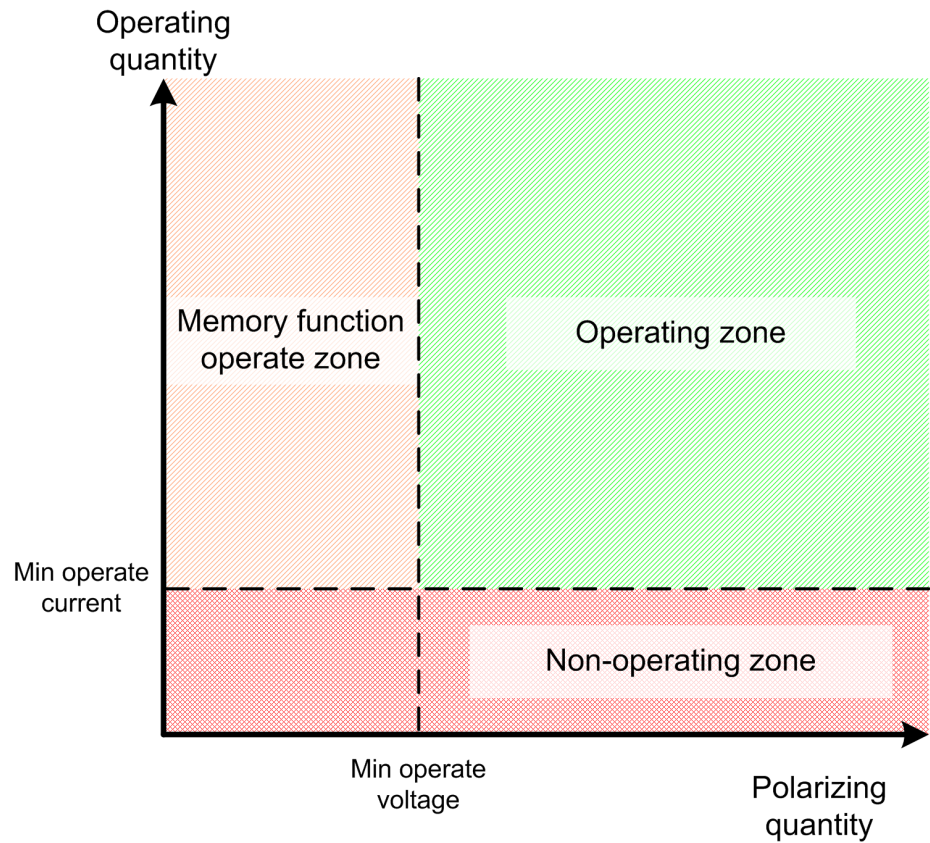 Operating
quantity
Memory function
operate zone
Operating zone
Min operate
current
Non-operating zone
Min operate
voltage
Polarizing
quantity